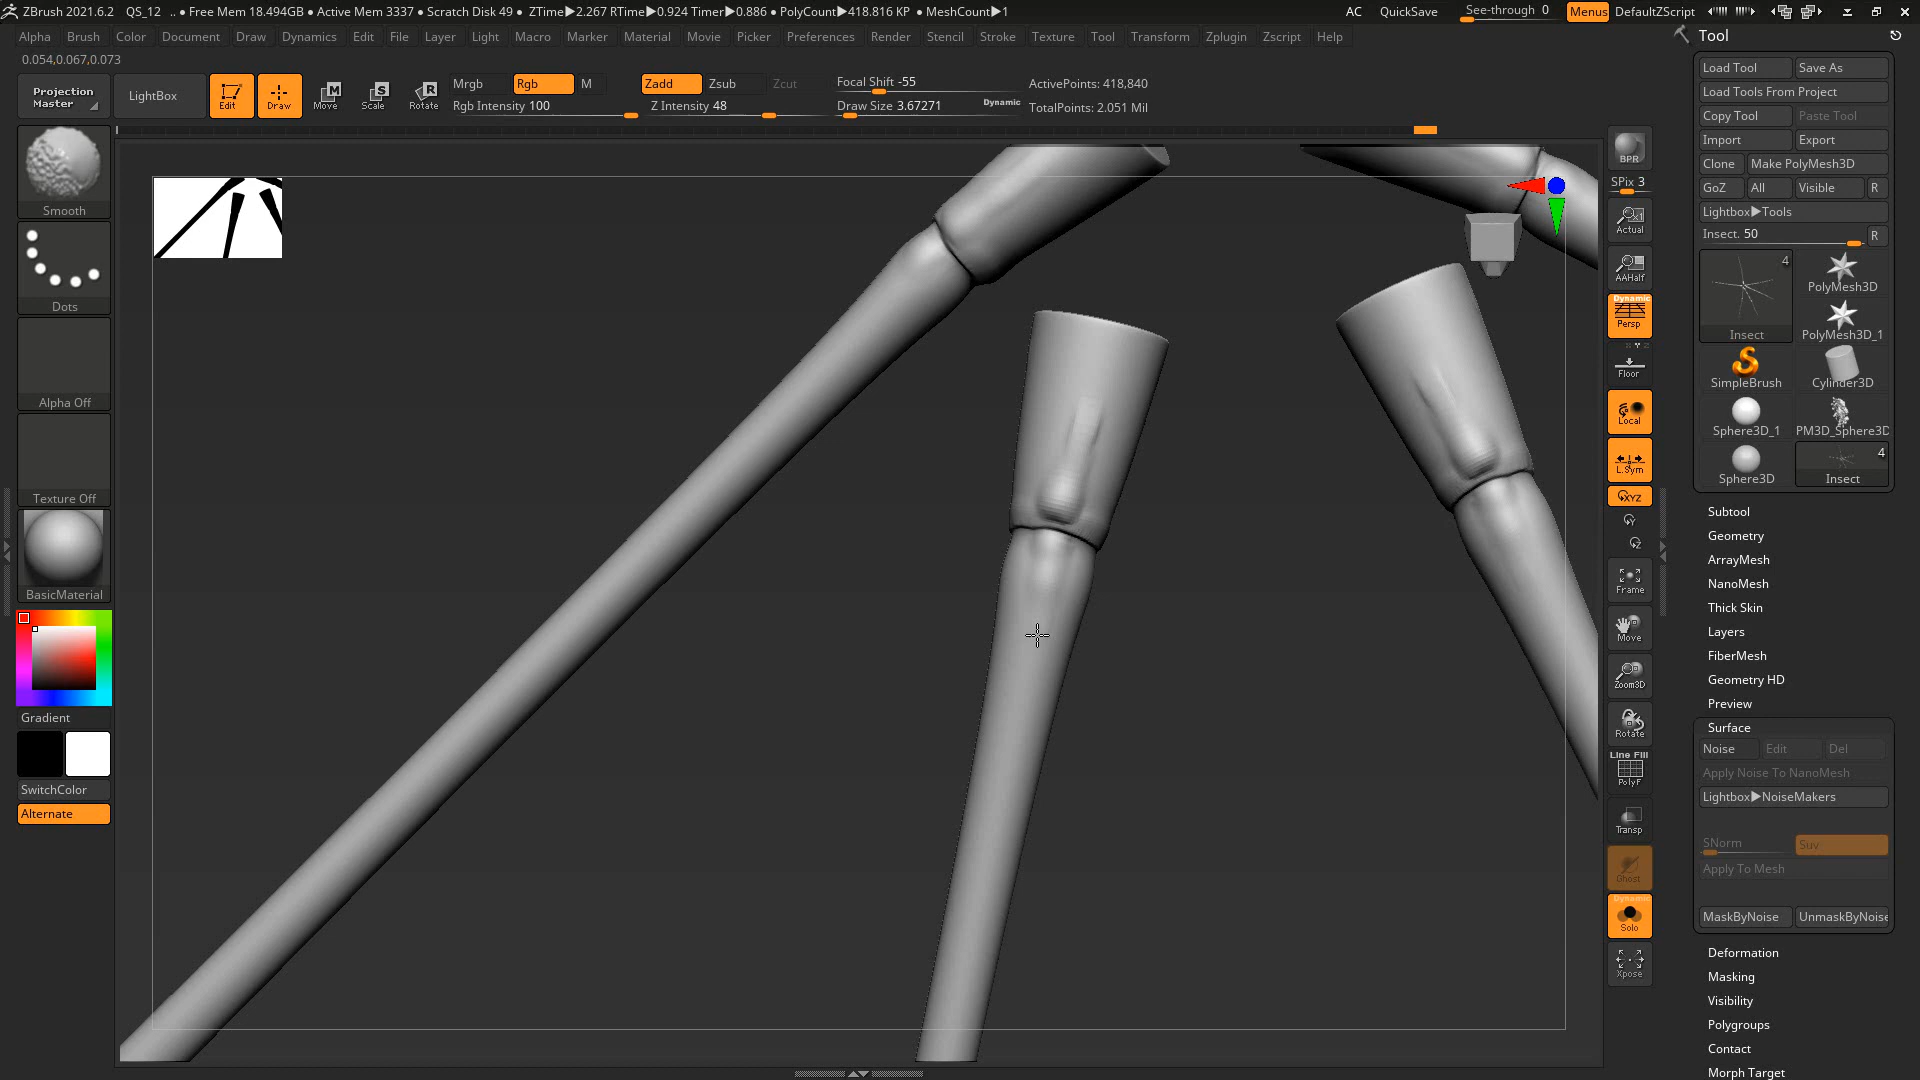 ZBrush 2021.6.2 QS_12 .. ● Free Mem 18.494GB ● Active Mem 3337 ● Scratch Disk 49 ● ZTime▶2.267 RTime▶0.924 Timer▶0.886 ● PolyCount▶418.816 KP ● MeshCount▶1 AC QuickSave See-through 0 Menus DefaultZScript
Alpha Brush Color Document Draw Dynamics Edit File Layer Light Macro Marker Material Movie Picker Preferences Render Stencil Stroke Texture Tool Transform Zplugin Zscript Help
Tool
0.054,0.067,0.073
Projection Master
LightBox
Edit
Draw
Move
Scale
Rotate
Mrgb Rgb M
Rgb Intensity 100
Zadd Zsub Zcut
Z Intensity 48
Focal Shift -55
Draw Size 3.67271
Dynamic
ActivePoints: 418,840
TotalPoints: 2.051 Mil
Smooth
Dots
Alpha Off
Texture Off
BasicMaterial
Gradient
SwitchColor
Alternate
BPR
SPix 3
Actual
AAHalf
Dynamic
Persp
Floor
Local
L.Sym
XYZ
Y
Z
Frame
Move
Zoom3D
Rotate
Line Fill
PolyF
Transp
Ghost
Dynamic
Solo
Xpose
Load Tool Save As
Load Tools From Project
Copy Tool Paste Tool
Import Export
Clone Make PolyMesh3D
GoZ All Visible R
Lightbox▶Tools
Insect. 50 R
4
Insect
PolyMesh3D
PolyMesh3D_1
SimpleBrush Cylinder3D
Sphere3D_1 PM3D_Sphere3D
4
Sphere3D Insect
Subtool
Geometry
ArrayMesh
NanoMesh
Thick Skin
Layers
FiberMesh
Geometry HD
Preview
Surface
Noise Edit Del
Apply Noise To NanoMesh
Lightbox▶NoiseMakers
SNorm Suv
Apply To Mesh
MaskByNoise UnmaskByNoise
Deformation
Masking
Visibility
Polygroups
Contact
Morph Target